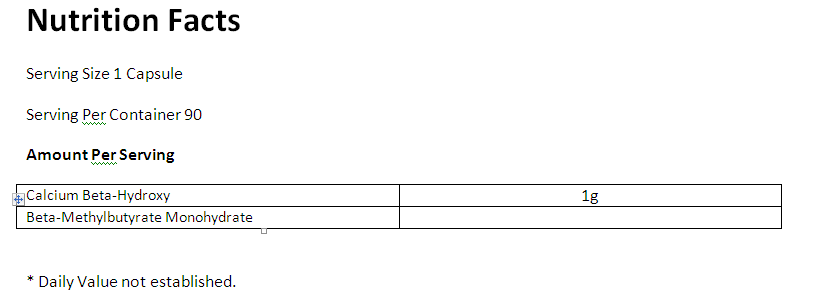 Nutrition Facts
Serving Size 1 Capsule
Serving Per Container 90
Amount Per Serving
Calcium Beta-Hydroxy 1g
Beta-Methylbutyrate Monohydrate
* Daily Value not established.